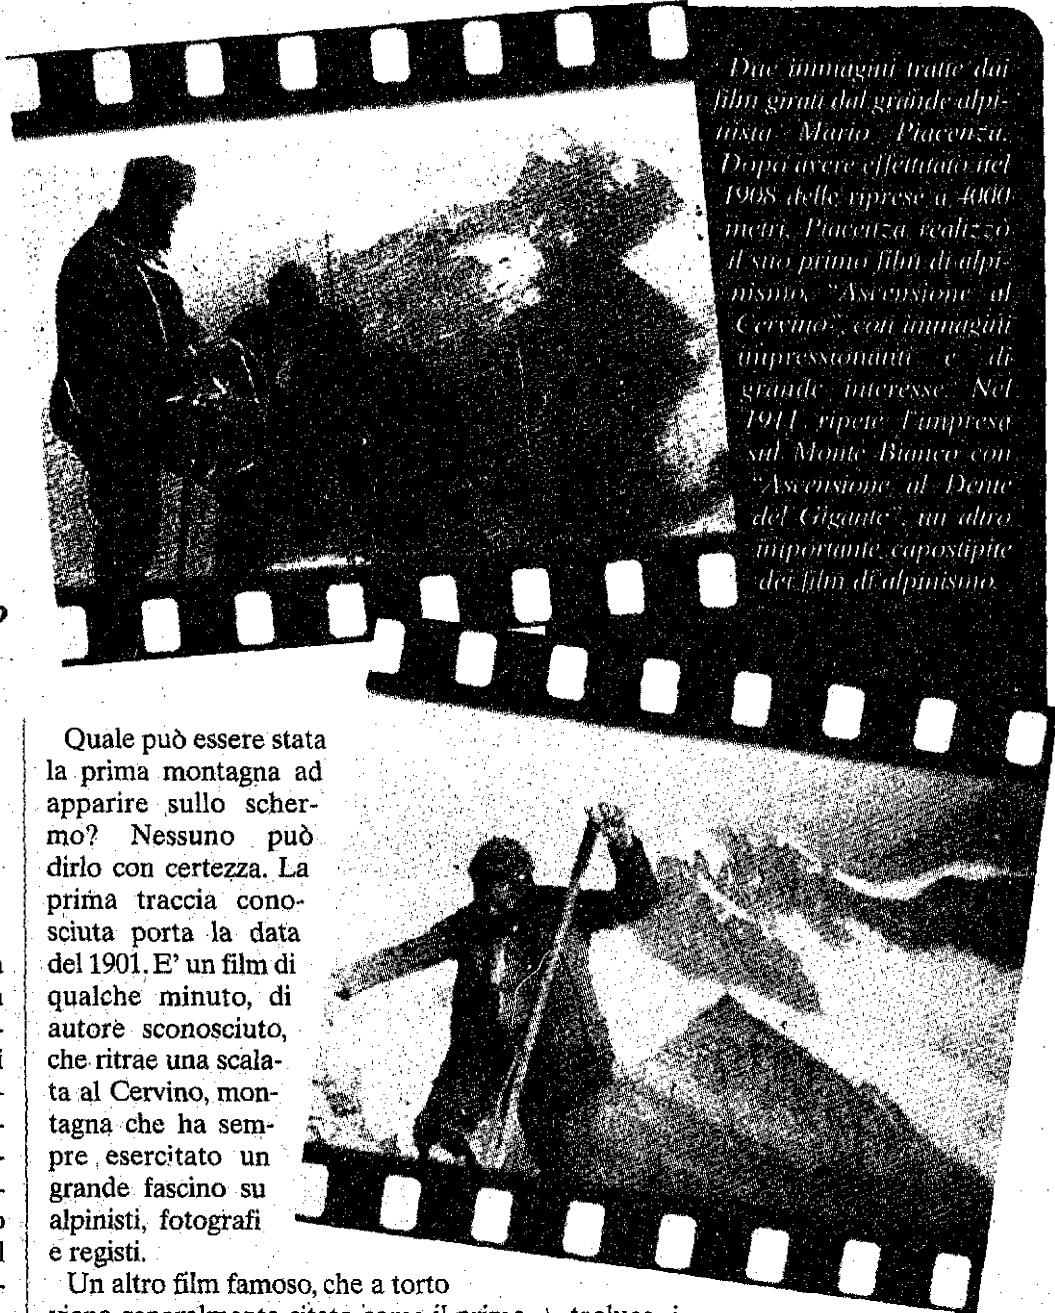 Due immagini tratte dai
film girati dal grande alpi-
nista Mario Piacenza.
Dopo avere effettuato nel
1908 delle riprese a 4000
metri, Piacenza realizzò
il suo primo film di alpi-
nismo, "Ascensione al
Cervino", con immagini
impressionanti e di
grande interesse. Nel
1911 ripete l'impresa
sul Monte Bianco con
"Ascensione al Dente
del Gigante", un altro
importante capostipite
dei film di alpinismo.
Quale può essere stata
la prima montagna ad
apparire sullo scher-
mo? Nessuno può
dirlo con certezza. La
prima traccia cono-
sciuta porta la data
del 1901. E' un film di
qualche minuto, di
autore sconosciuto,
che ritrae una scala-
ta al Cervino, mon-
tagna che ha sem-
pre esercitato un
grande fascino su
alpinisti, fotografi
e registi.
Un altro film famoso, che a torto